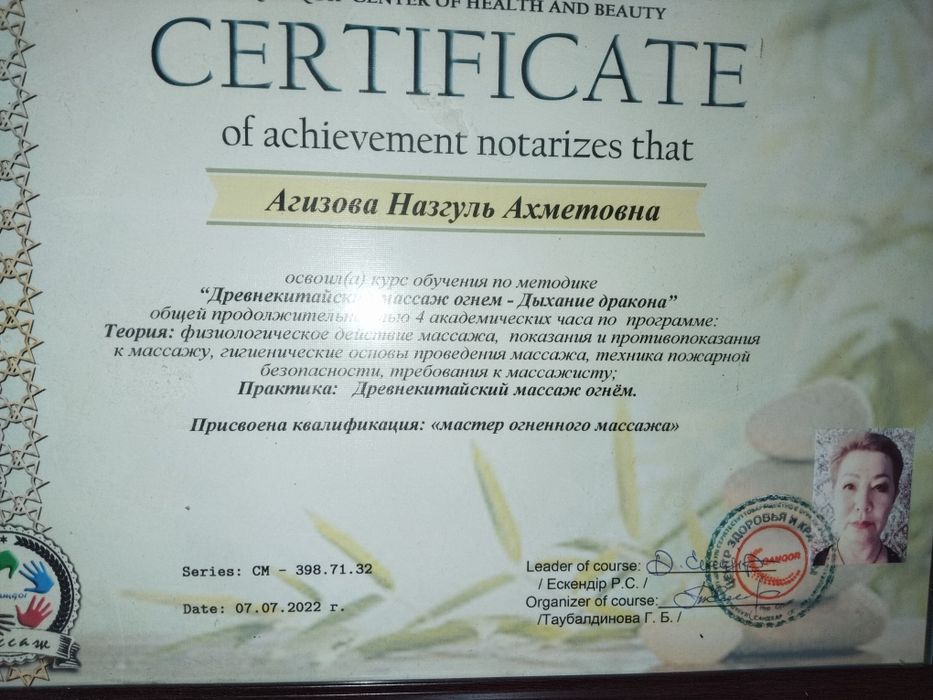 CENTER OF HEALTH AND BEAUTY
CERTIFICATE
of achievement notarizes that
Агизова Назгуль Ахметовна
освоил(а) курс обучения по методике
“Древнекитайский массаж огнем - Дыхание дракона”
общей продолжительностью 4 академических часа по программе:
Теория: физиологическое действие массажа, показания и противопоказания
к массажу, гигиенические основы проведения массажа, техника пожарной
безопасности, требования к массажисту;
Практика: Древнекитайский массаж огнём.
Присвоена квалификация: «мастер огненного массажа»
Series: СМ - 398.71.32
Date: 07.07.2022 г.
Leader of course:
/ Ескендір Р.С. /
Organizer of course:
/Таубалдинова Г. Б. /
ЗДОРОВЬЯ И